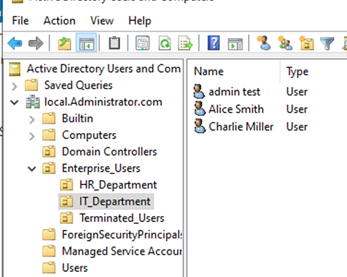 File Action View Help
Active Directory Users and Com
Saved Queries
local.Administrator.com
Builtin
Computers
Domain Controllers
Enterprise_Users
HR_Department
IT_Department
Terminated_Users
ForeignSecurityPrincipals
Managed Service Accour
Users
Name Type
admin test User
Alice Smith User
Charlie Miller User